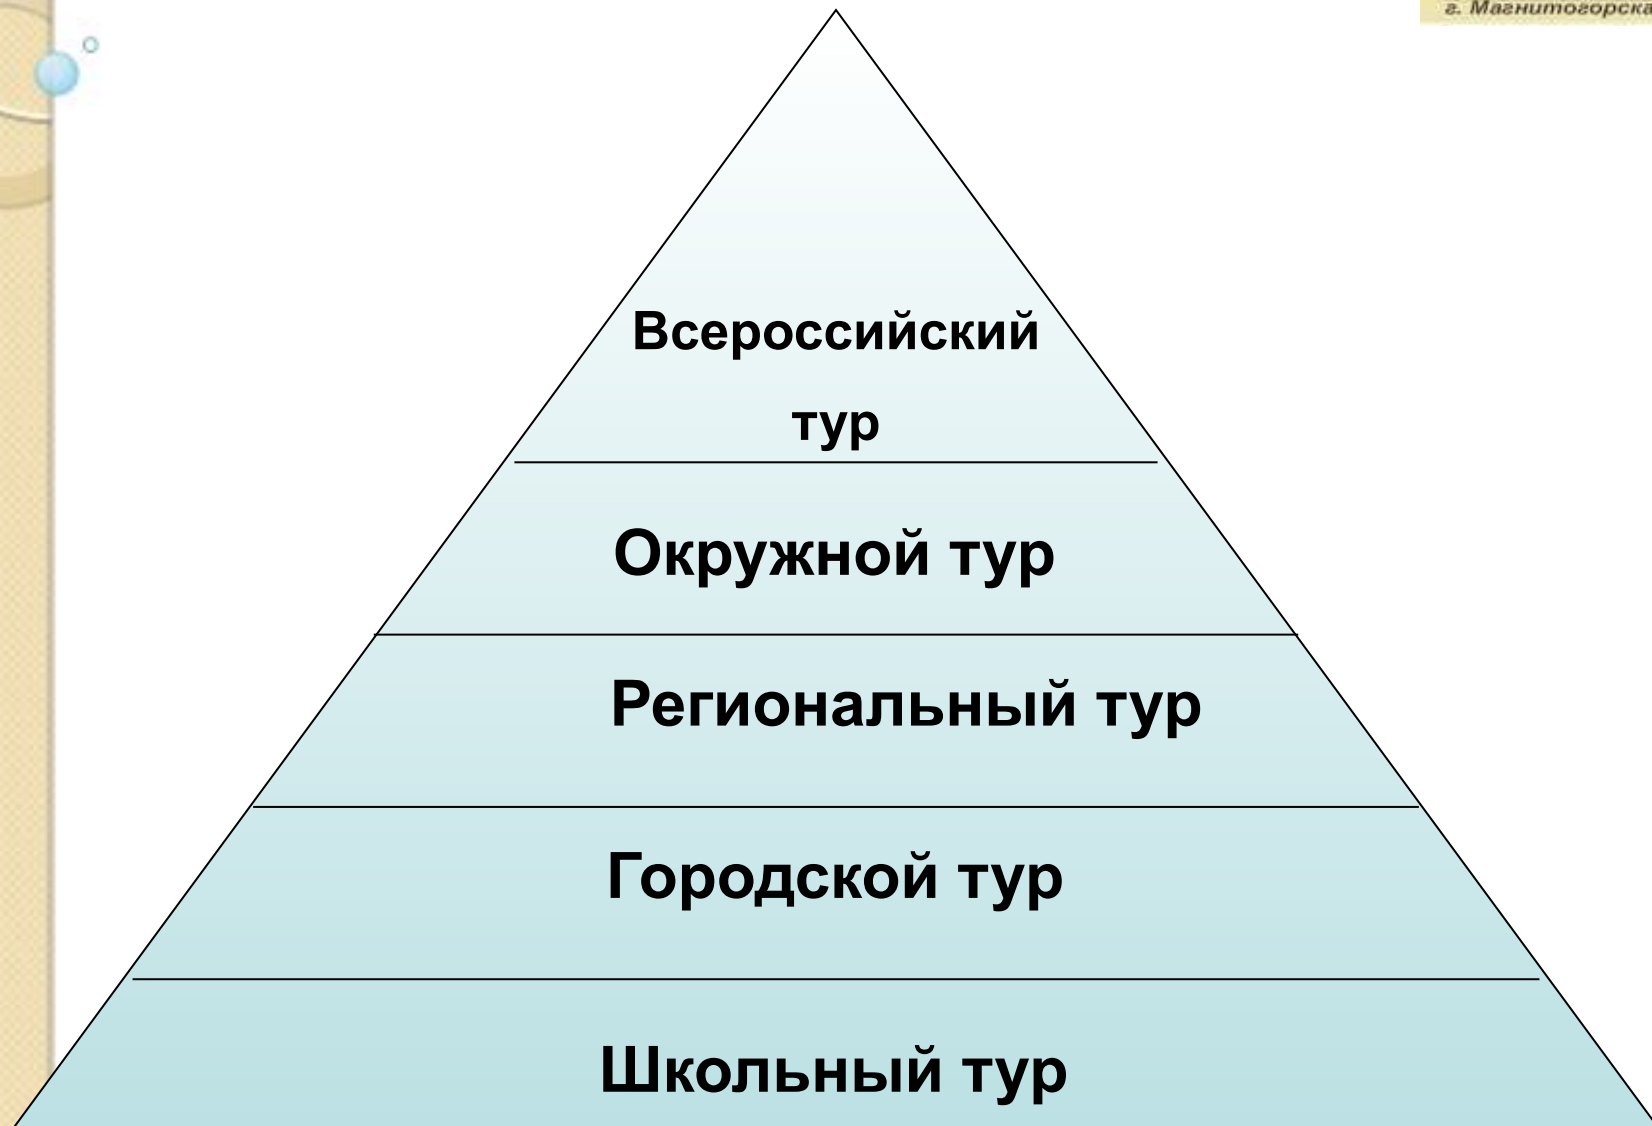 г. Магнитогорска
Всероссийский
тур
Окружной тур
Региональный тур
Городской тур
Школьный тур